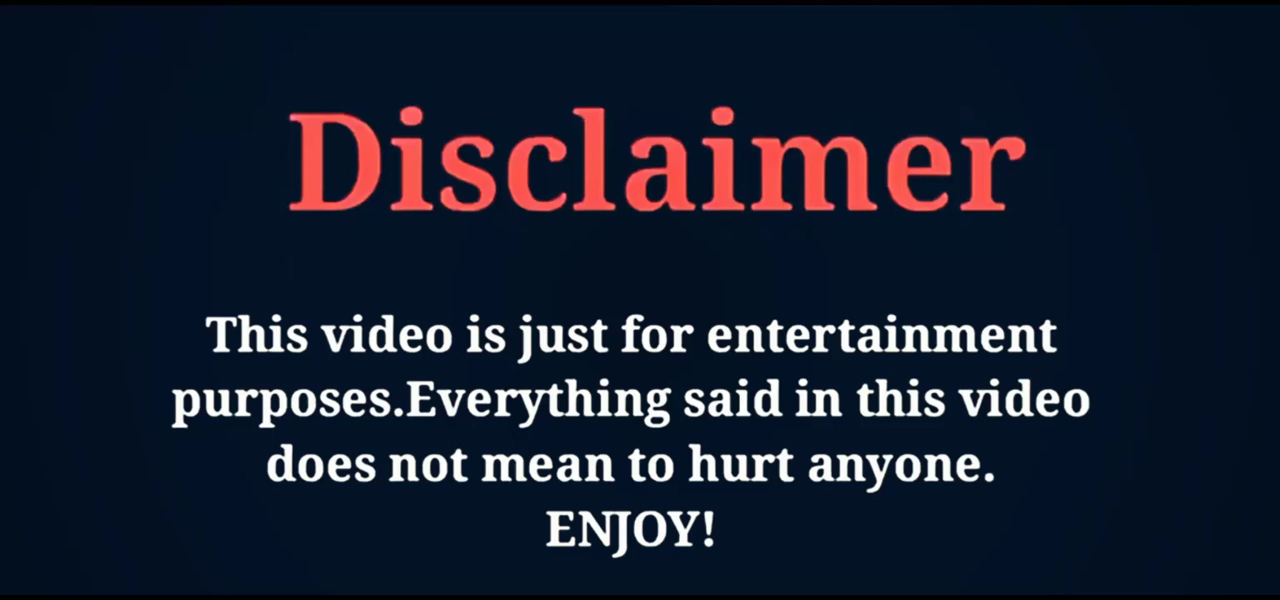 Disclaimer
This video is just for entertainment
purposes.Everything said in this video
does not mean to hurt anyone.
ENJOY!